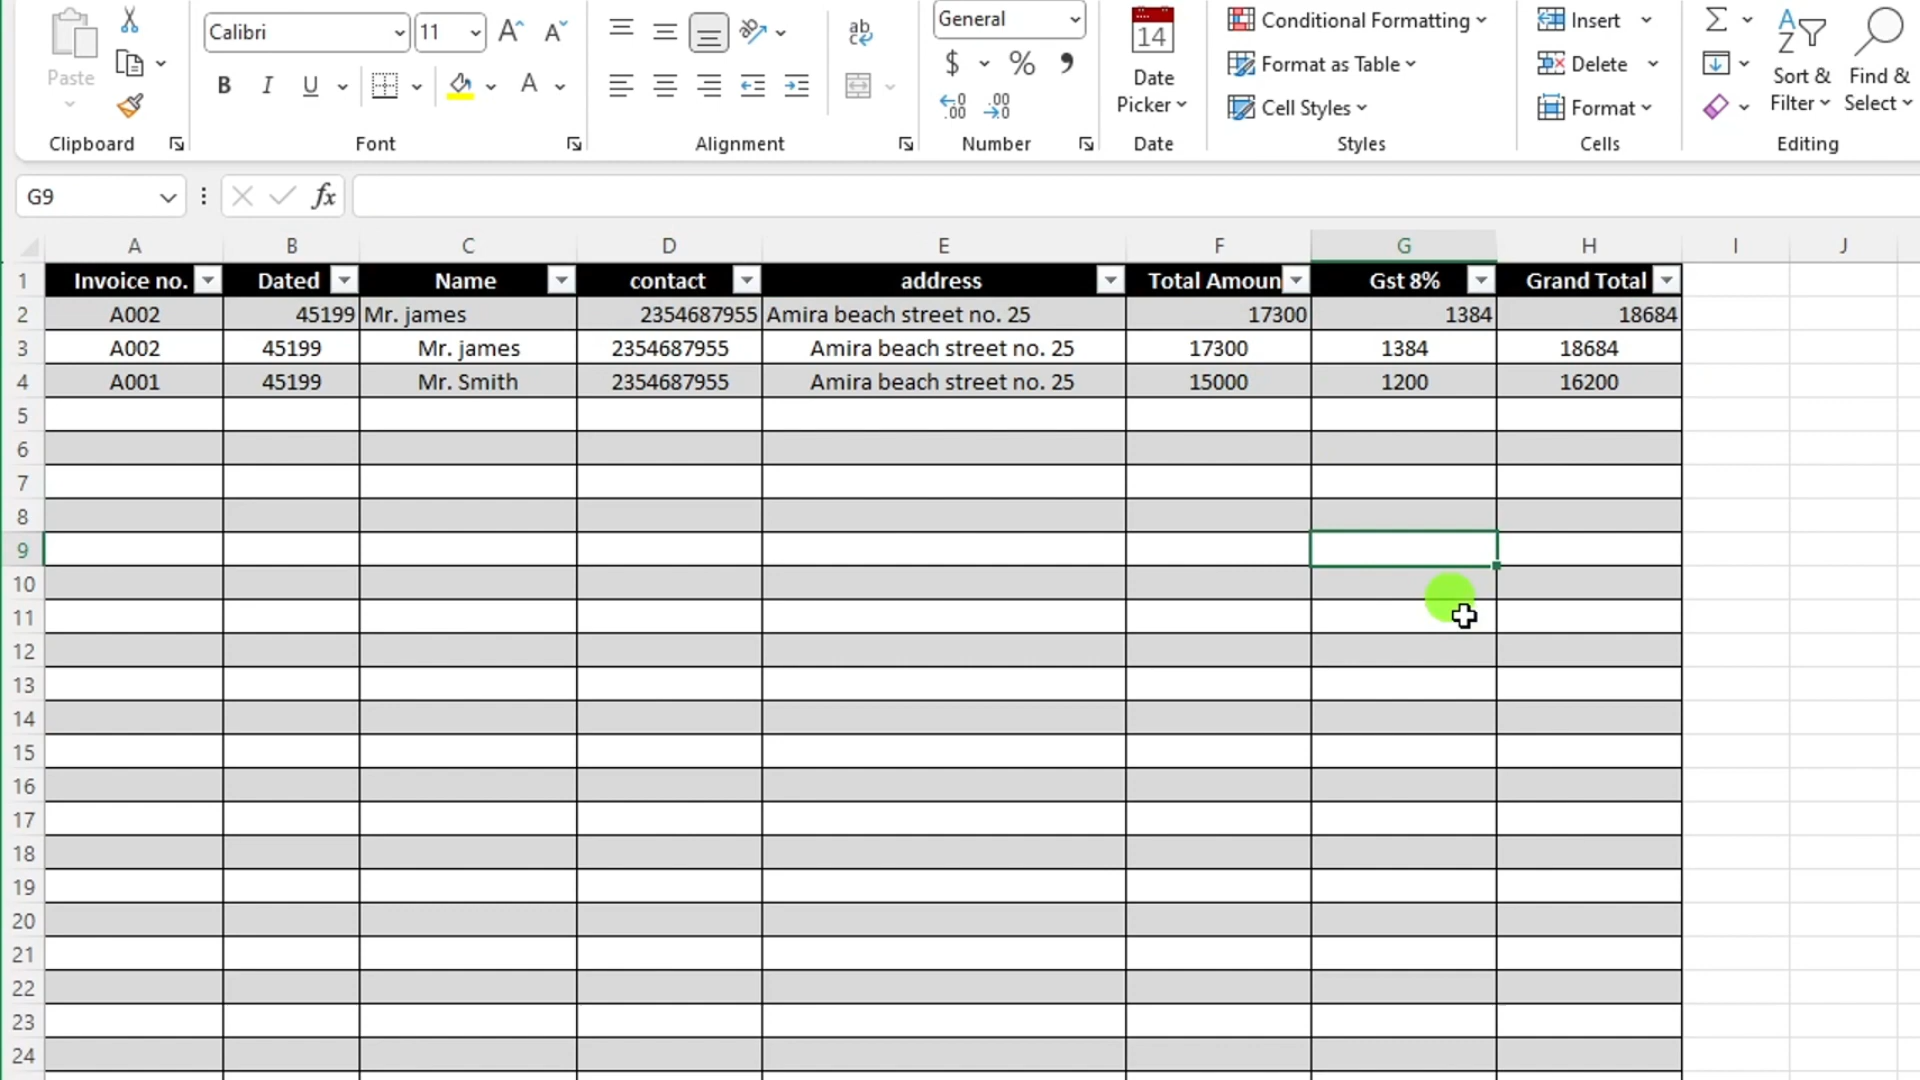 Calibri 11 General Conditional Formatting Insert
Paste B I U A $ % 14 Date Picker Format as Table Delete Sort & Filter Find & Select
Cell Styles Format
Clipboard Font Alignment Number Date Styles Cells Editing
G9 fx
A B C D E F G H I J
1 Invoice no. Dated Name contact address Total Amoun Gst 8% Grand Total
2 A002 45199 Mr. james 2354687955 Amira beach street no. 25 17300 1384 18684
3 A002 45199 Mr. james 2354687955 Amira beach street no. 25 17300 1384 18684
4 A001 45199 Mr. Smith 2354687955 Amira beach street no. 25 15000 1200 16200
5
6
7
8
9
10
11
12
13
14
15
16
17
18
19
20
21
22
23
24